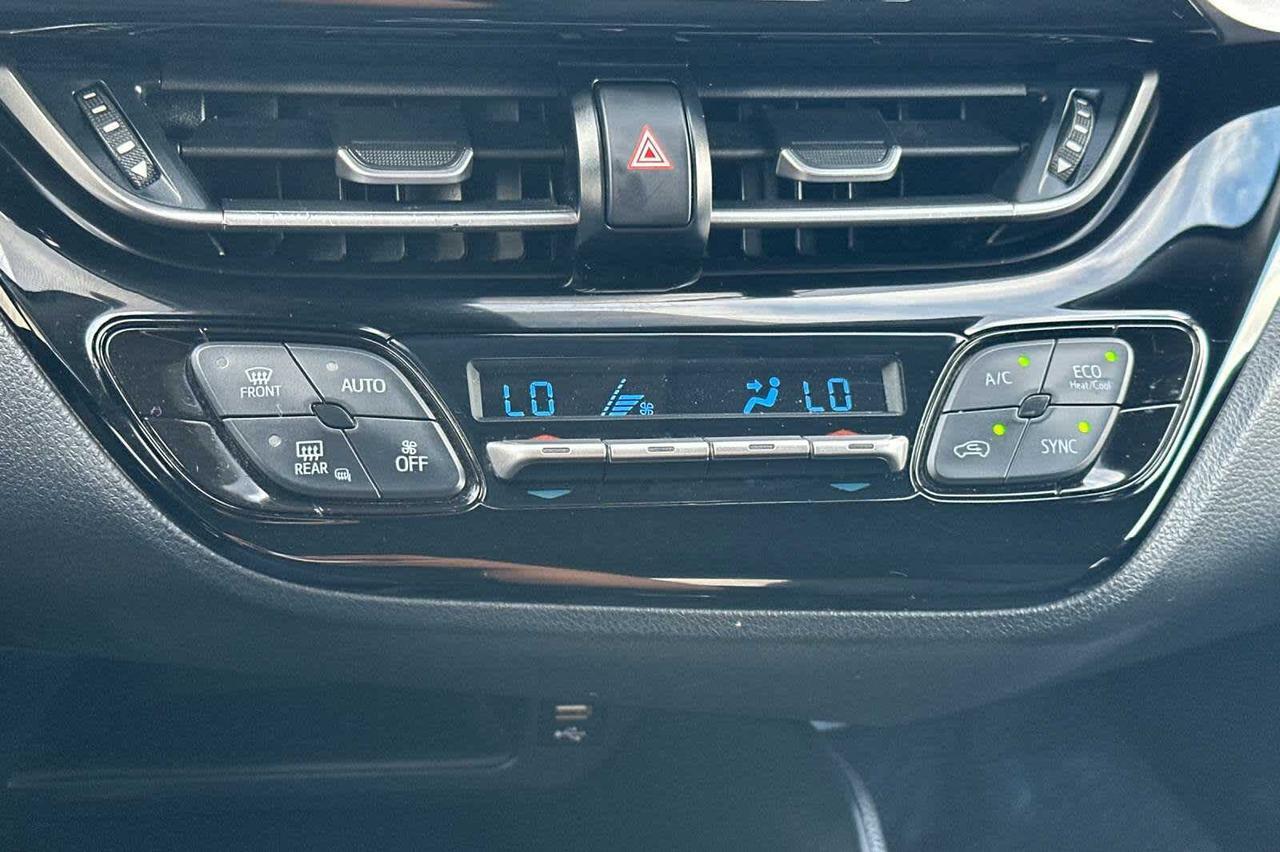 FRONT
AUTO
REAR
OFF
LO
LO
A/C
ECO
Heat/Cool
SYNC